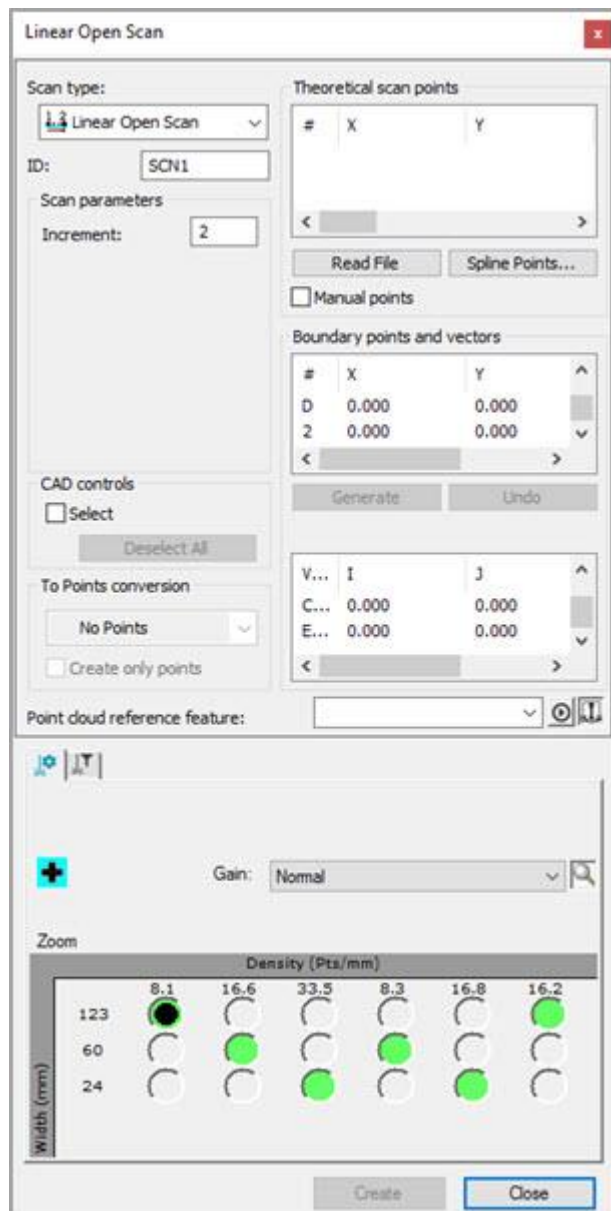 Linear Open Scan
x
Scan type:
Linear Open Scan
ID: SCN1
Scan parameters
Increment: 2
CAD controls
Select
Deselect All
To Points conversion
No Points
Create only points
Theoretical scan points
# X Y
Read File Spline Points...
Manual points
Boundary points and vectors
# X Y
D 0.000 0.000
2 0.000 0.000
Generate Undo
V... I J
C... 0.000 0.000
E... 0.000 0.000
Point cloud reference feature:
Gain: Normal
Zoom
Density (Pts/mm)
8.1 16.6 33.5 8.3 16.8 16.2
Width (mm)
123
60
24
Create Close